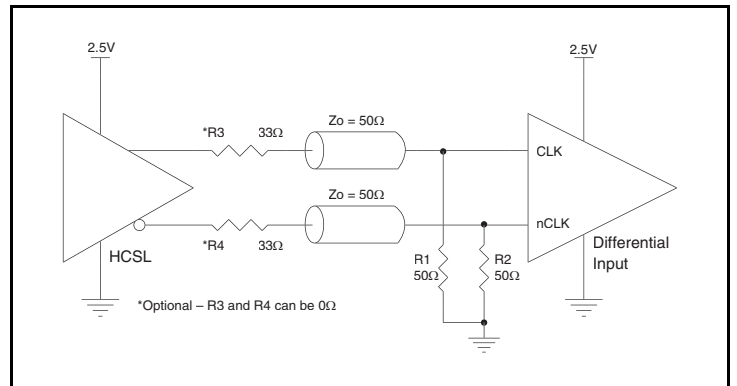 2.5V
2.5V
*R3 33Ω
Zo = 50Ω
CLK
Zo = 50Ω
*R4 33Ω
nCLK
HCSL
R1
50Ω
R2
50Ω
Differential
Input
*Optional – R3 and R4 can be 0Ω